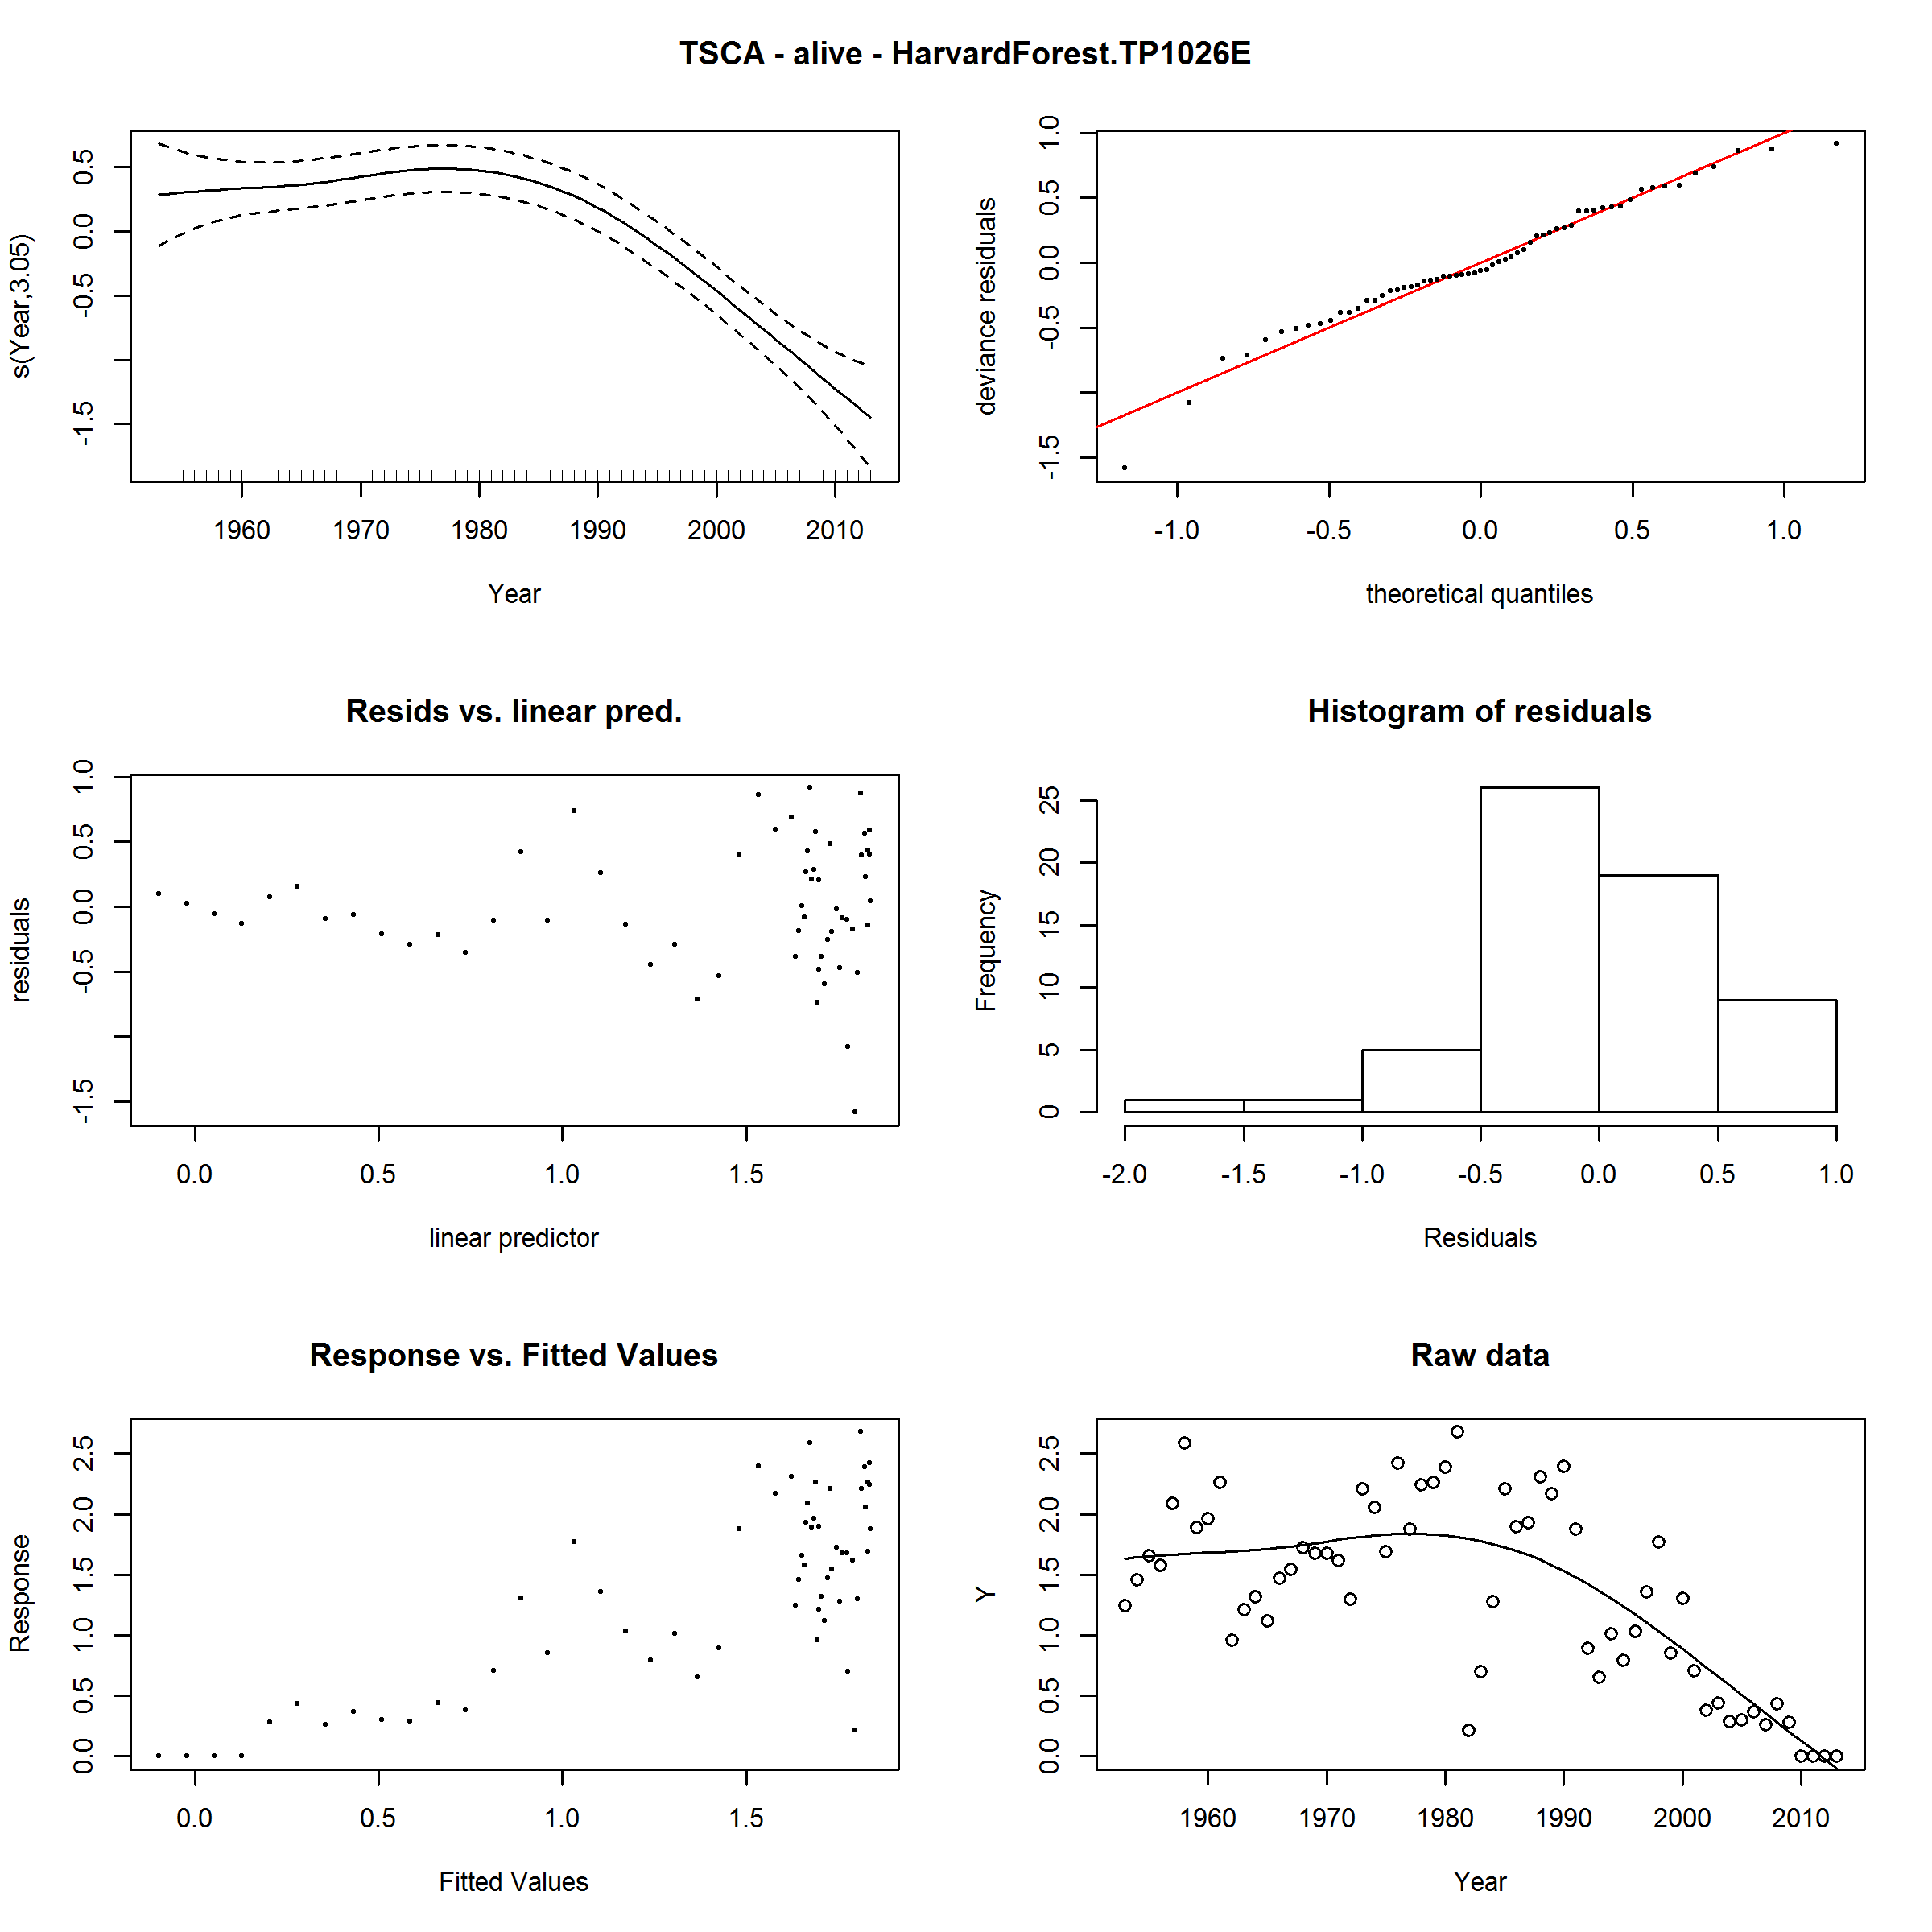 TSCA - alive - HarvardForest.TP1026E
s(Year,3.05)
0.5
0.0
-0.5
-1.5
1960 1970 1980 1990 2000 2010
Year
deviance residuals
1.0
0.5
0.0
-0.5
-1.5
-1.0 -0.5 0.0 0.5 1.0
theoretical quantiles
Resids vs. linear pred.
residuals
1.0
0.5
0.0
-0.5
-1.5
0.0 0.5 1.0 1.5
linear predictor
Histogram of residuals
Frequency
25
20
15
10
5
0
-2.0 -1.5 -1.0 -0.5 0.0 0.5 1.0
Residuals
Response vs. Fitted Values
Response
2.5
2.0
1.5
1.0
0.5
0.0
0.0 0.5 1.0 1.5
Fitted Values
Raw data
Y
2.5
2.0
1.5
1.0
0.5
0.0
1960 1970 1980 1990 2000 2010
Year